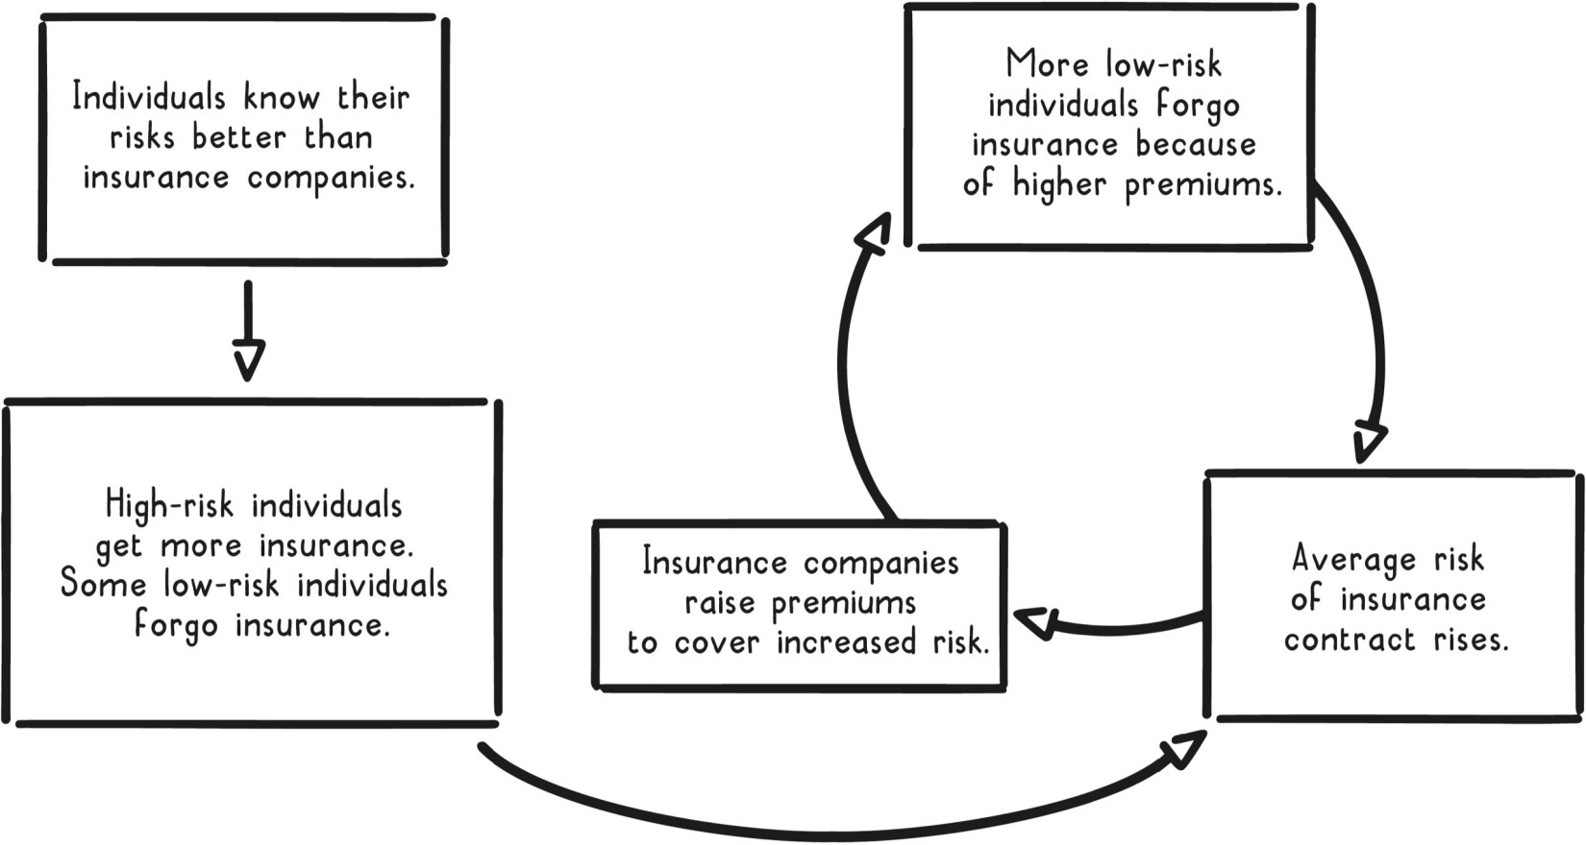 Individuals know their
risks better than
insurance companies.
High-risk individuals
get more insurance.
Some low-risk individuals
forgo insurance.
More low-risk
individuals forgo
insurance because
of higher premiums.
Average risk
of insurance
contract rises.
Insurance companies
raise premiums
to cover increased risk.